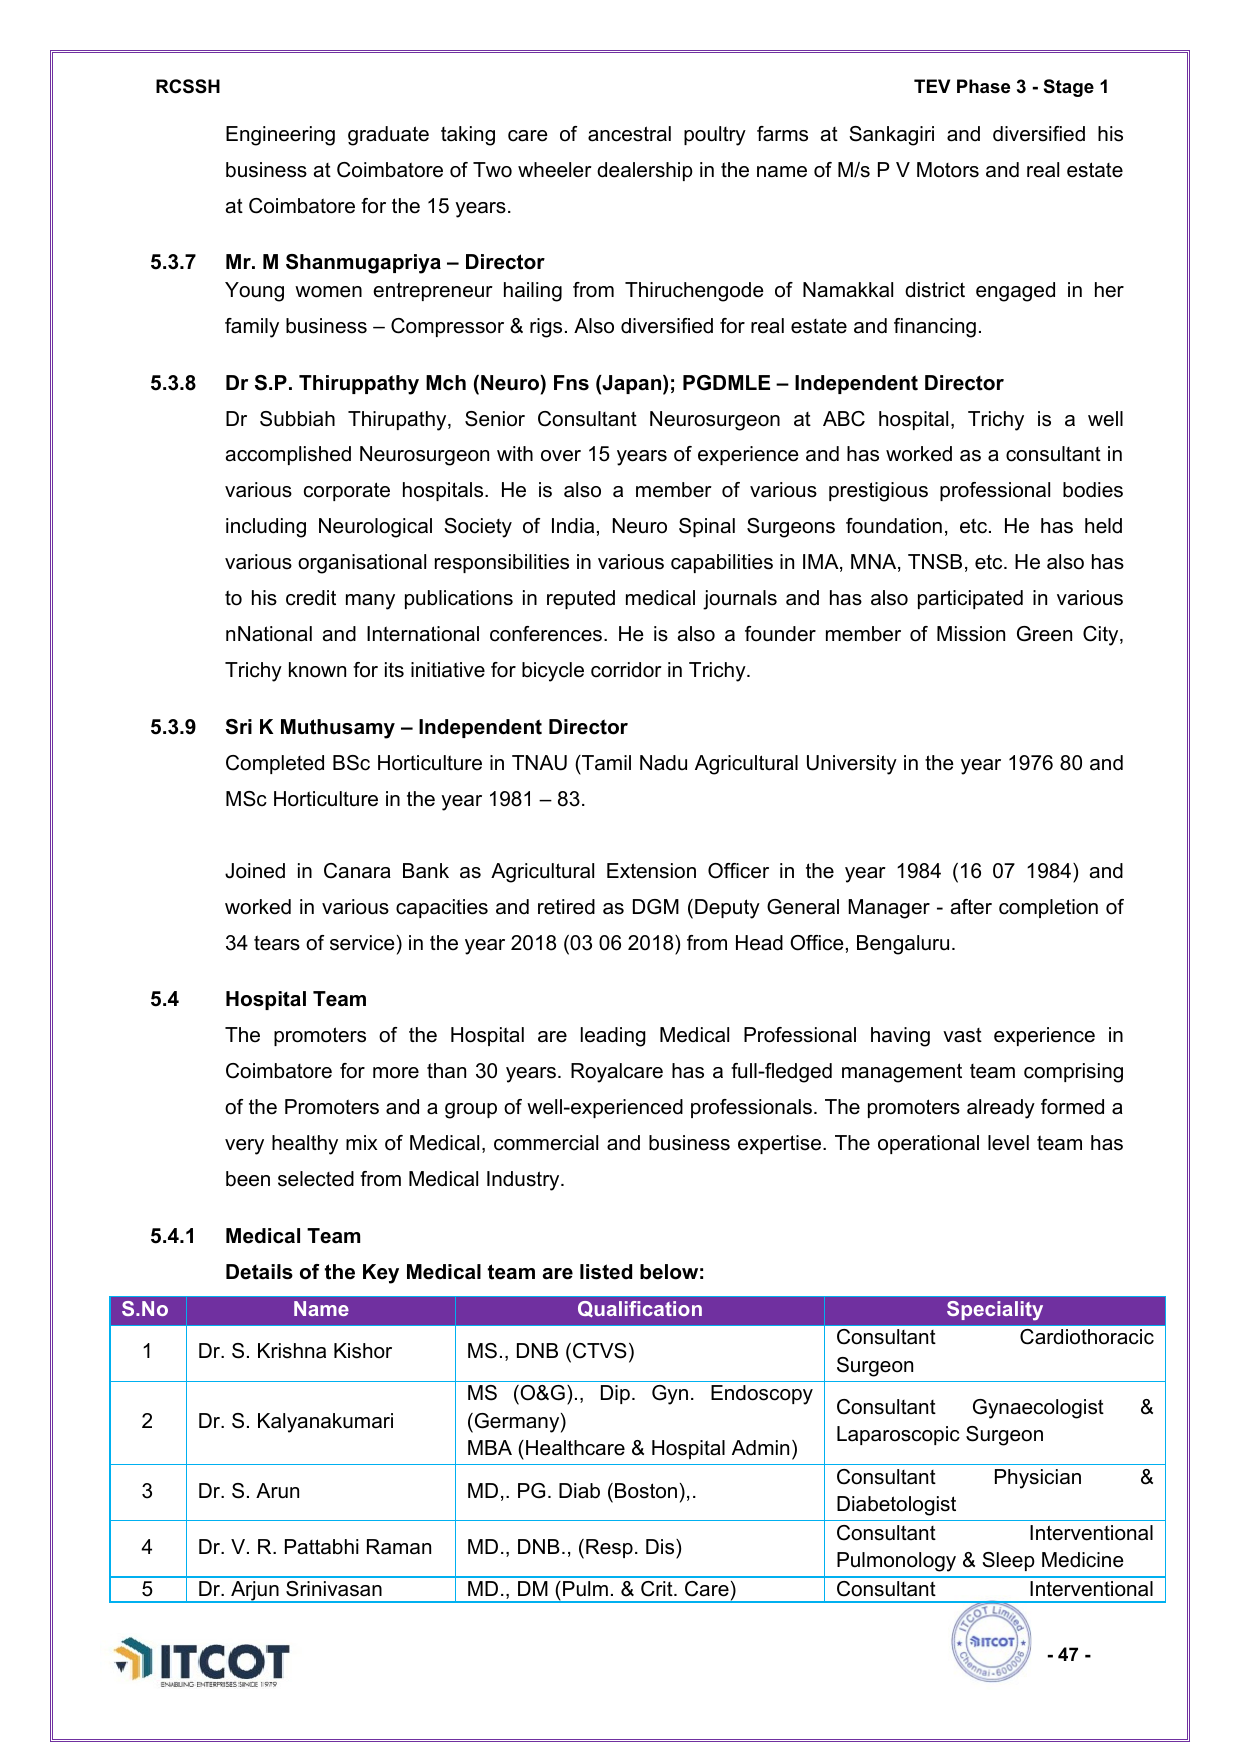 RCSSH TEV Phase 3 - Stage 1
Engineering graduate taking care of ancestral poultry farms at Sankagiri and diversified his
business at Coimbatore of Two wheeler dealership in the name of M/s P V Motors and real estate
at Coimbatore for the 15 years.
5.3.7 Mr. M Shanmugapriya – Director
Young women entrepreneur hailing from Thiruchengode of Namakkal district engaged in her
family business – Compressor & rigs. Also diversified for real estate and financing.
5.3.8 Dr S.P. Thiruppathy Mch (Neuro) Fns (Japan); PGDMLE – Independent Director
Dr Subbiah Thirupathy, Senior Consultant Neurosurgeon at ABC hospital, Trichy is a well
accomplished Neurosurgeon with over 15 years of experience and has worked as a consultant in
various corporate hospitals. He is also a member of various prestigious professional bodies
including Neurological Society of India, Neuro Spinal Surgeons foundation, etc. He has held
various organisational responsibilities in various capabilities in IMA, MNA, TNSB, etc. He also has
to his credit many publications in reputed medical journals and has also participated in various
nNational and International conferences. He is also a founder member of Mission Green City,
Trichy known for its initiative for bicycle corridor in Trichy.
5.3.9 Sri K Muthusamy – Independent Director
Completed BSc Horticulture in TNAU (Tamil Nadu Agricultural University in the year 1976 80 and
MSc Horticulture in the year 1981 – 83.
Joined in Canara Bank as Agricultural Extension Officer in the year 1984 (16 07 1984) and
worked in various capacities and retired as DGM (Deputy General Manager - after completion of
34 tears of service) in the year 2018 (03 06 2018) from Head Office, Bengaluru.
5.4 Hospital Team
The promoters of the Hospital are leading Medical Professional having vast experience in
Coimbatore for more than 30 years. Royalcare has a full-fledged management team comprising
of the Promoters and a group of well-experienced professionals. The promoters already formed a
very healthy mix of Medical, commercial and business expertise. The operational level team has
been selected from Medical Industry.
5.4.1 Medical Team
Details of the Key Medical team are listed below:
S.No Name Qualification Speciality
1 Dr. S. Krishna Kishor MS., DNB (CTVS) Consultant Cardiothoracic
Surgeon
2 Dr. S. Kalyanakumari MS (O&G)., Dip. Gyn. Endoscopy
(Germany)
MBA (Healthcare & Hospital Admin)
Consultant Gynaecologist &
Laparoscopic Surgeon
3 Dr. S. Arun MD,. PG. Diab (Boston),. Consultant Physician &
Diabetologist
4 Dr. V. R. Pattabhi Raman MD., DNB., (Resp. Dis) Consultant Interventional
Pulmonology & Sleep Medicine
5 Dr. Arjun Srinivasan MD., DM (Pulm. & Crit. Care) Consultant Interventional
ITCOT
ENABLING ENTERPRISES SINCE 1979
ITCOT Limited
ITCOT
Chennai-600006
- 47 -